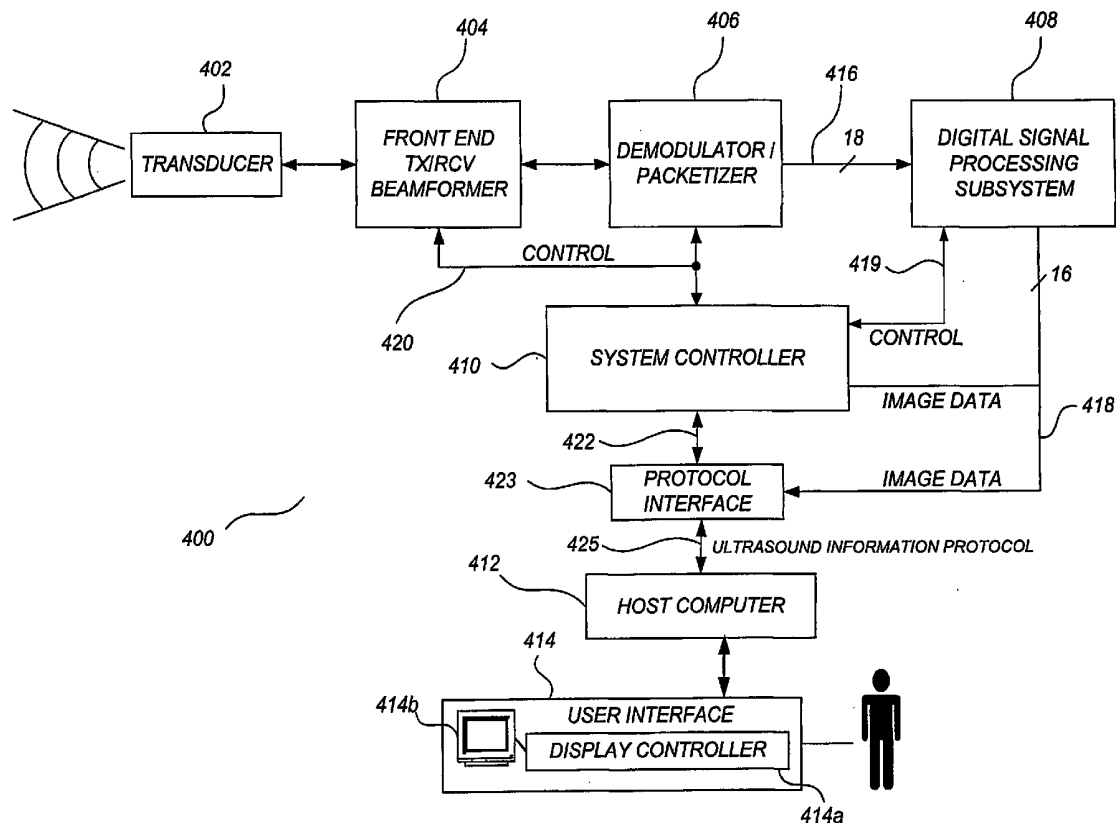 404
406
408
402
416
TRANSDUCER
FRONT END
TX/RCV
BEAMFORMER
DEMODULATOR /
PACKETIZER
18
DIGITAL SIGNAL
PROCESSING
SUBSYSTEM
CONTROL
419
16
420
CONTROL
410
SYSTEM CONTROLLER
IMAGE DATA
418
422
423
PROTOCOL
INTERFACE
IMAGE DATA
400
425
ULTRASOUND INFORMATION PROTOCOL
412
HOST COMPUTER
414
414b
USER INTERFACE
DISPLAY CONTROLLER
414a